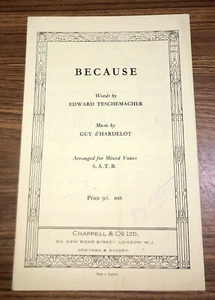 BECAUSE
Words by
EDWARD TESCHEMACHER
Music by
GUY d'HARDELOT
Arranged for Mixed Voices
S. A. T. B.
Price 9d. net
CHAPPELL & CO LTD.
50 NEW BOND STREET, LONDON W.1.
NEW YORK & SYDNEY.